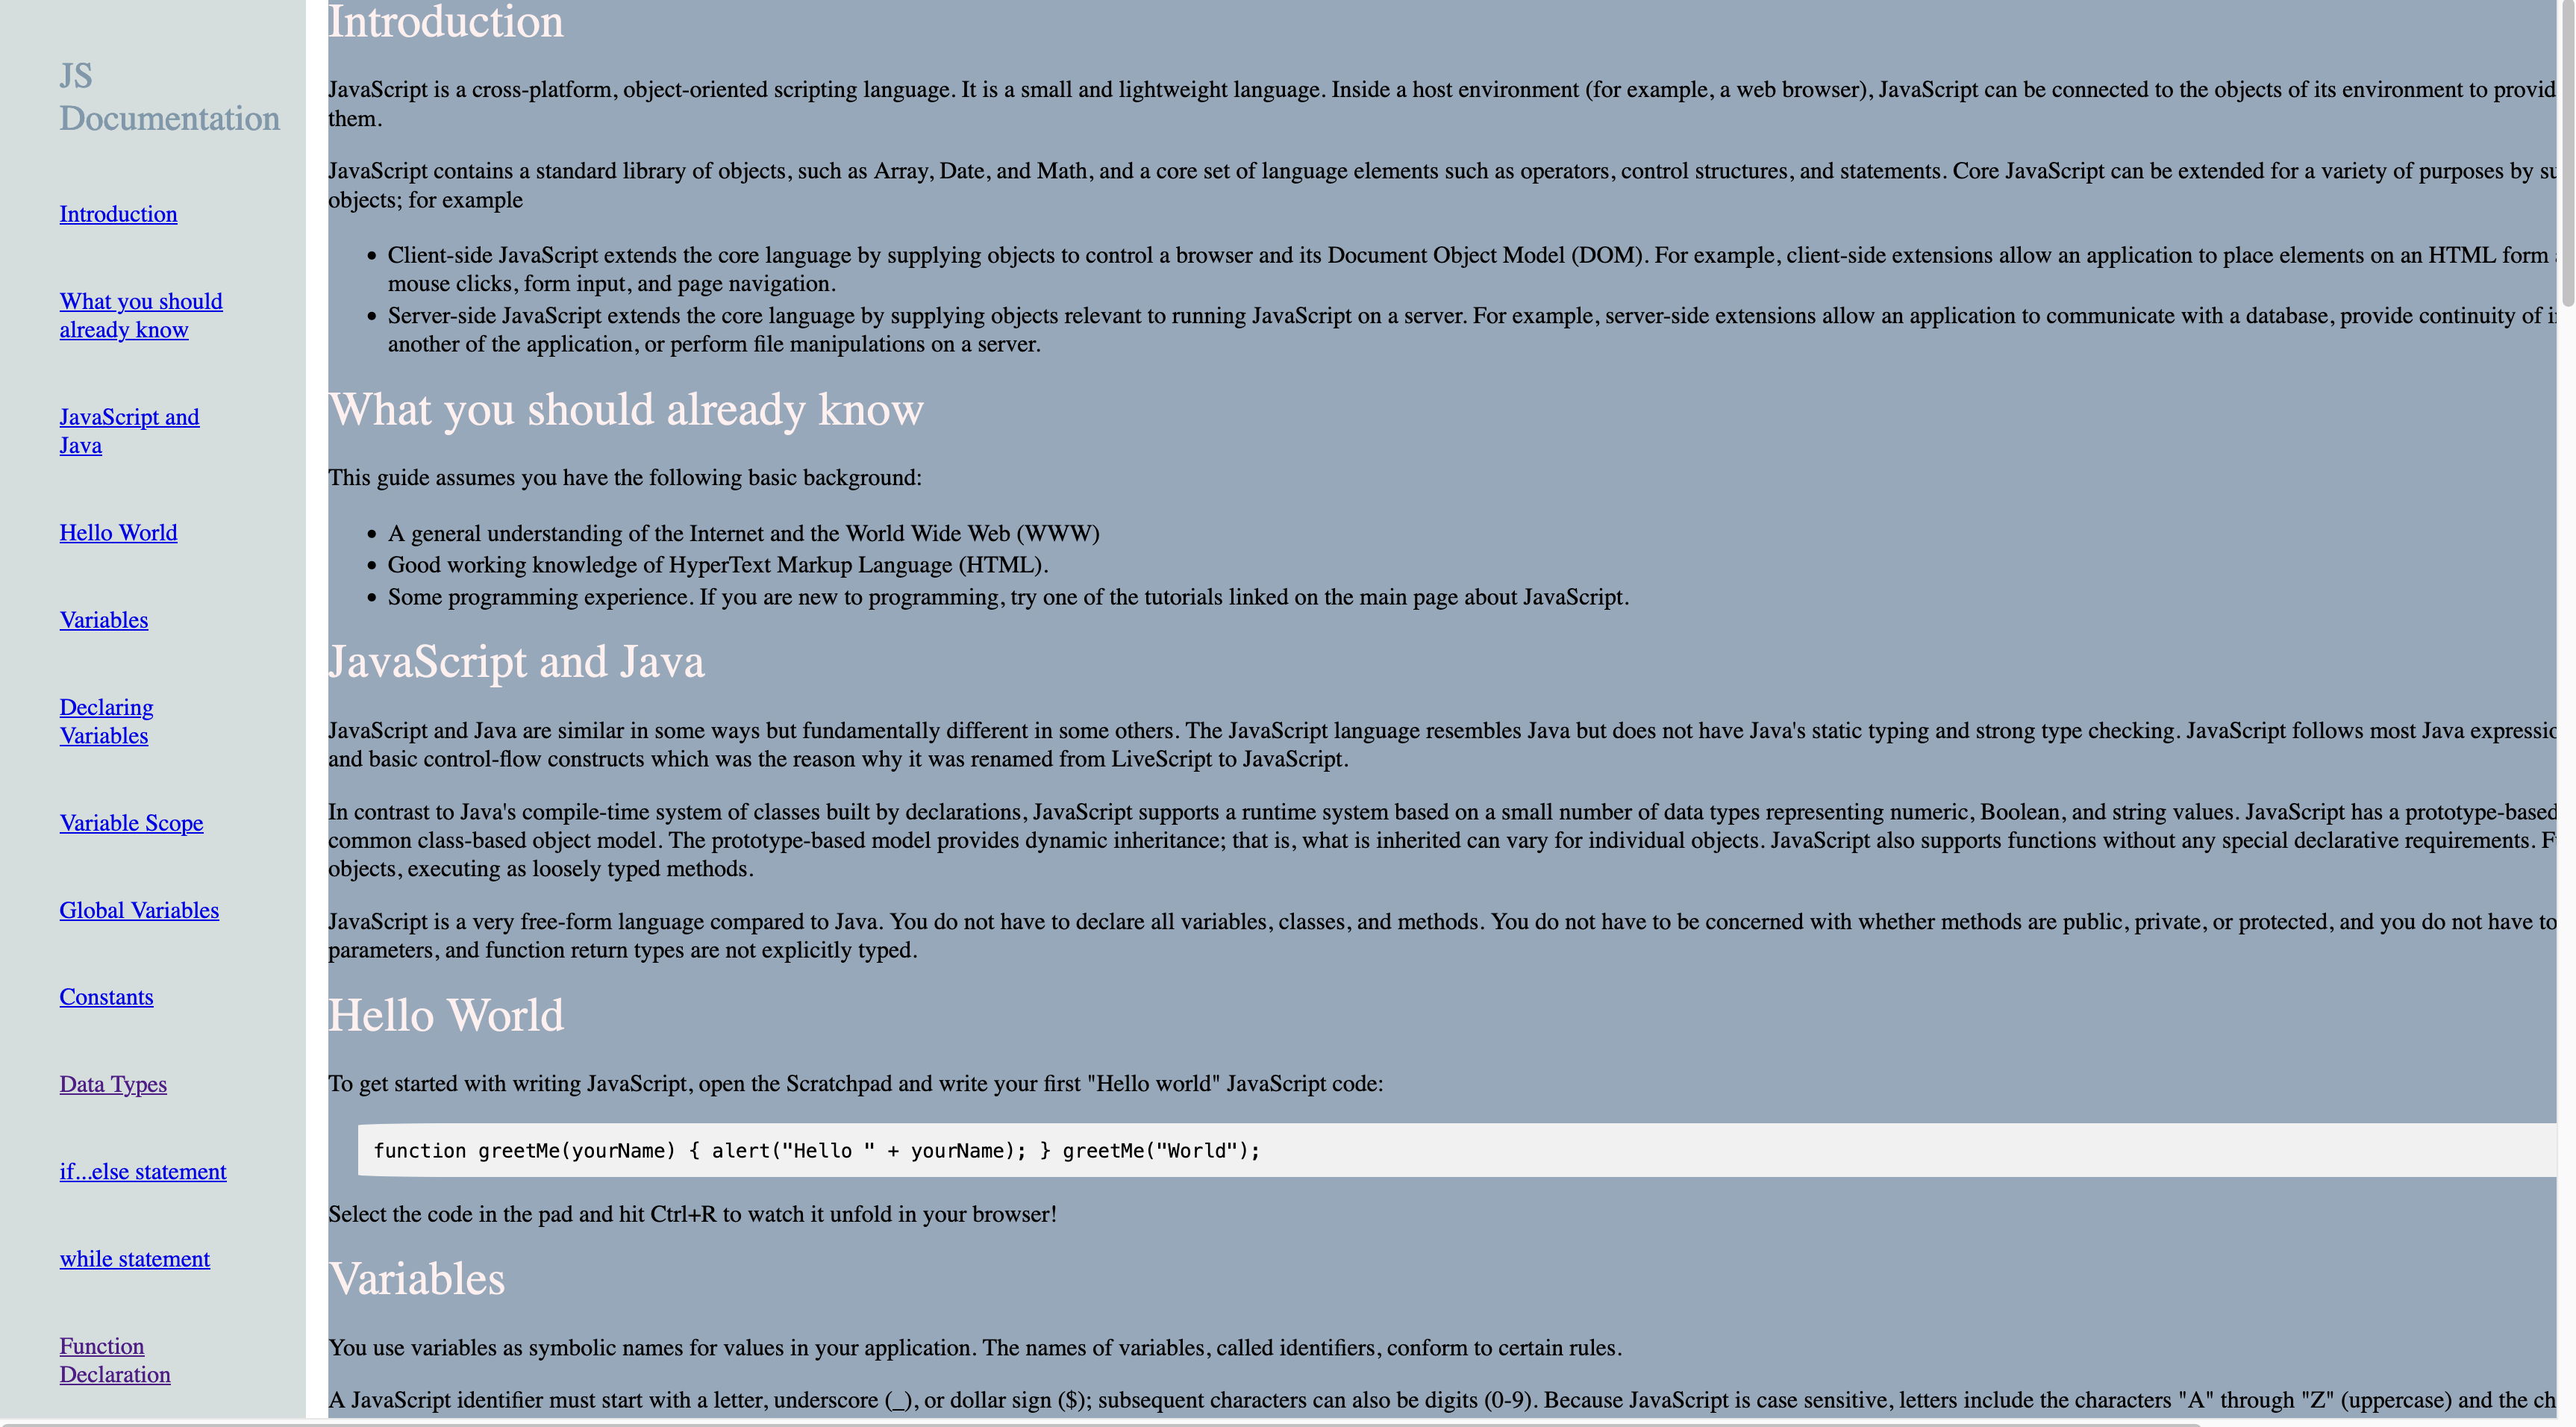 JS
Documentation
Introduction
What you should
already know
JavaScript and
Java
Hello World
Variables
Declaring
Variables
Variable Scope
Global Variables
Constants
Data Types
if...else statement
while statement
Function
Declaration
Introduction
JavaScript is a cross-platform, object-oriented scripting language. It is a small and lightweight language. Inside a host environment (for example, a web browser), JavaScript can be connected to the objects of its environment to provid
them.
JavaScript contains a standard library of objects, such as Array, Date, and Math, and a core set of language elements such as operators, control structures, and statements. Core JavaScript can be extended for a variety of purposes by su
objects; for example
• Client-side JavaScript extends the core language by supplying objects to control a browser and its Document Object Model (DOM). For example, client-side extensions allow an application to place elements on an HTML form
mouse clicks, form input, and page navigation.
• Server-side JavaScript extends the core language by supplying objects relevant to running JavaScript on a server. For example, server-side extensions allow an application to communicate with a database, provide continuity of
another of the application, or perform file manipulations on a server.
What you should already know
This guide assumes you have the following basic background:
• A general understanding of the Internet and the World Wide Web (WWW)
• Good working knowledge of HyperText Markup Language (HTML).
• Some programming experience. If you are new to programming, try one of the tutorials linked on the main page about JavaScript.
JavaScript and Java
JavaScript and Java are similar in some ways but fundamentally different in some others. The JavaScript language resembles Java but does not have Java's static typing and strong type checking. JavaScript follows most Java expressio
and basic control-flow constructs which was the reason why it was renamed from LiveScript to JavaScript.
In contrast to Java's compile-time system of classes built by declarations, JavaScript supports a runtime system based on a small number of data types representing numeric, Boolean, and string values. JavaScript has a prototype-based
common class-based object model. The prototype-based model provides dynamic inheritance; that is, what is inherited can vary for individual objects. JavaScript also supports functions without any special declarative requirements. F
objects, executing as loosely typed methods.
JavaScript is a very free-form language compared to Java. You do not have to declare all variables, classes, and methods. You do not have to be concerned with whether methods are public, private, or protected, and you do not have to
parameters, and function return types are not explicitly typed.
Hello World
To get started with writing JavaScript, open the Scratchpad and write your first "Hello world" JavaScript code:
function greetMe(yourName) { alert("Hello " + yourName); } greetMe("World");
Select the code in the pad and hit Ctrl+R to watch it unfold in your browser!
Variables
You use variables as symbolic names for values in your application. The names of variables, called identifiers, conform to certain rules.
A JavaScript identifier must start with a letter, underscore (_), or dollar sign ($); subsequent characters can also be digits (0-9). Because JavaScript is case sensitive, letters include the characters "A" through "Z" (uppercase) and the ch